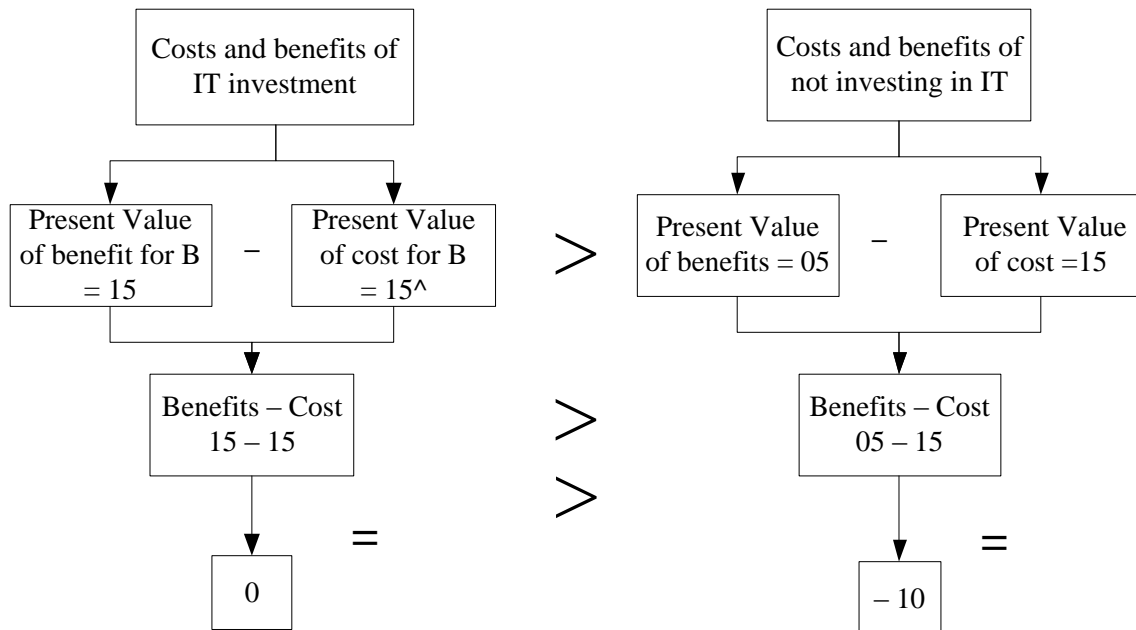 Costs and benefits of
IT investment
Costs and benefits of
not investing in IT
Present Value
of benefit for B
= 15
–
Present Value
of cost for B
= 15^
>
Present Value
of benefits = 05
–
Present Value
of cost =15
Benefits – Cost
15 – 15
>
Benefits – Cost
05 – 15
>
=
=
0
– 10